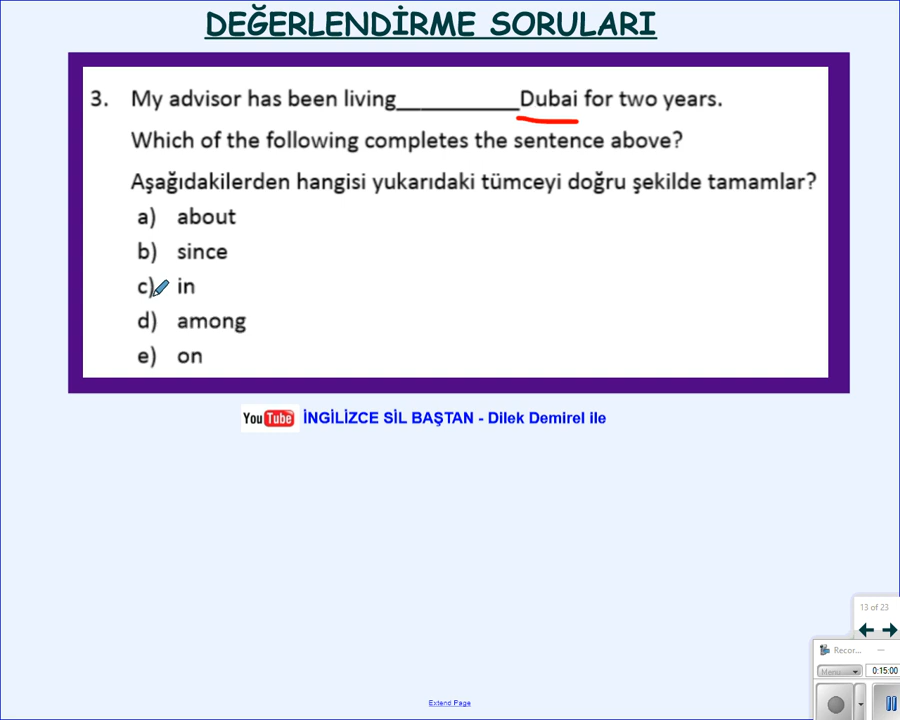 DEĞERLENDİRME SORULARI
3. My advisor has been living__________Dubai for two years.
Which of the following completes the sentence above?
Aşağıdakilerden hangisi yukarıdaki tümceyi doğru şekilde tamamlar?
a) about
b) since
c) in
d) among
e) on
YouTube İNGİLİZCE SİL BAŞTAN - Dilek Demirel ile
13 of 23
Recor...
Menu
0:15:00
Extend Page